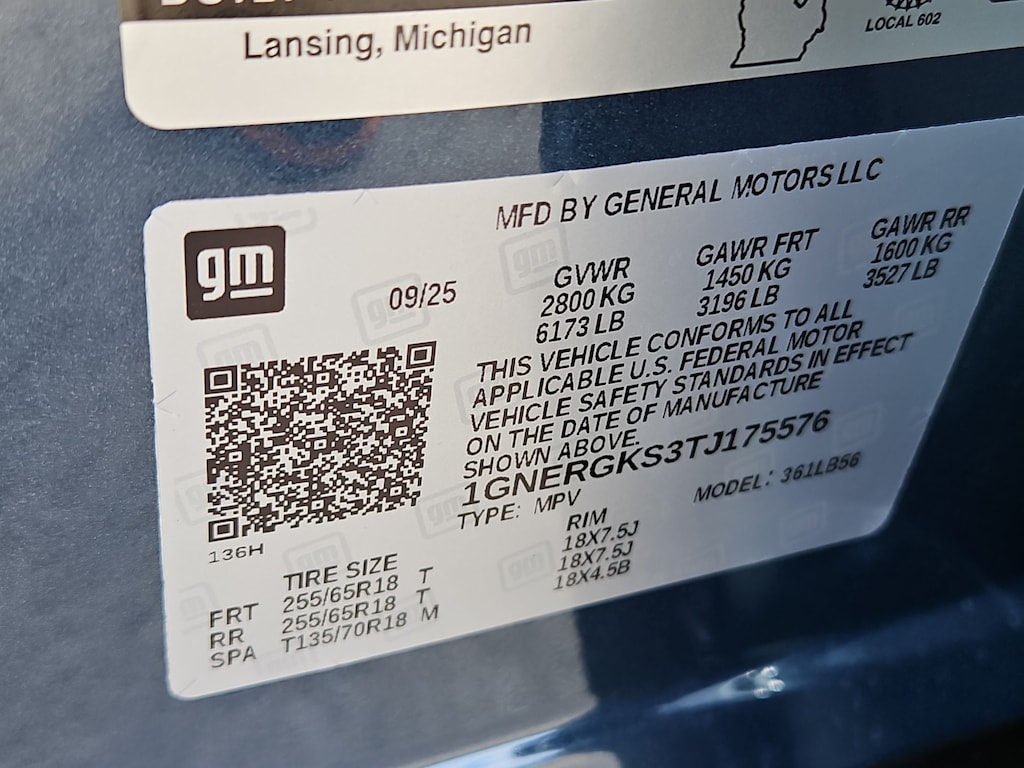 Lansing, Michigan
LOCAL 602
MFD BY GENERAL MOTORS LLC
gm
09/25
GVWR
2800 KG
6173 LB
GAWR FRT
1450 KG
3196 LB
GAWR RR
1600 KG
3527 LB
THIS VEHICLE CONFORMS TO ALL
APPLICABLE U.S. FEDERAL MOTOR
VEHICLE SAFETY STANDARDS IN EFFECT
ON THE DATE OF MANUFACTURE
SHOWN ABOVE.
1GNERGKS3TJ175576
TYPE: MPV MODEL: 361LB56
136H
TIRE SIZE RIM
FRT 255/65R18 T 18X7.5J
RR 255/65R18 T 18X7.5J
SPA T135/70R18 M 18X4.5B